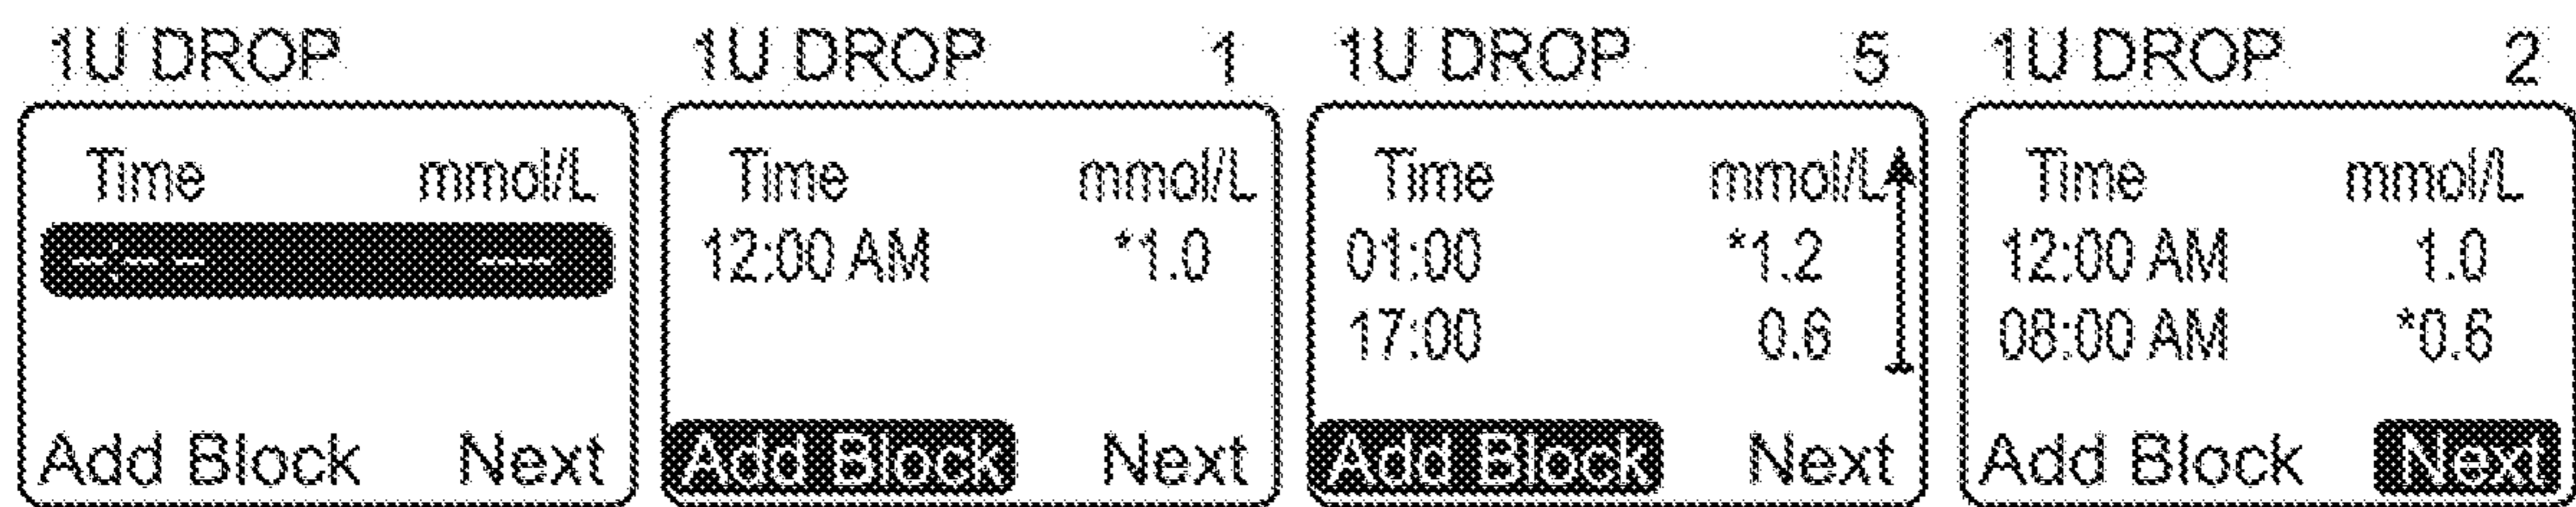 1U DROP
Time mmol/L
--:-- ---
Add Block Next
1U DROP 1
Time mmol/L
12:00 AM *1.0
Add Block Next
1U DROP 5
Time mmol/L
01:00 *1.2
17:00 0.6
Add Block Next
1U DROP 2
Time mmol/L
12:00 AM 1.0
08:00 AM *0.6
Add Block Next